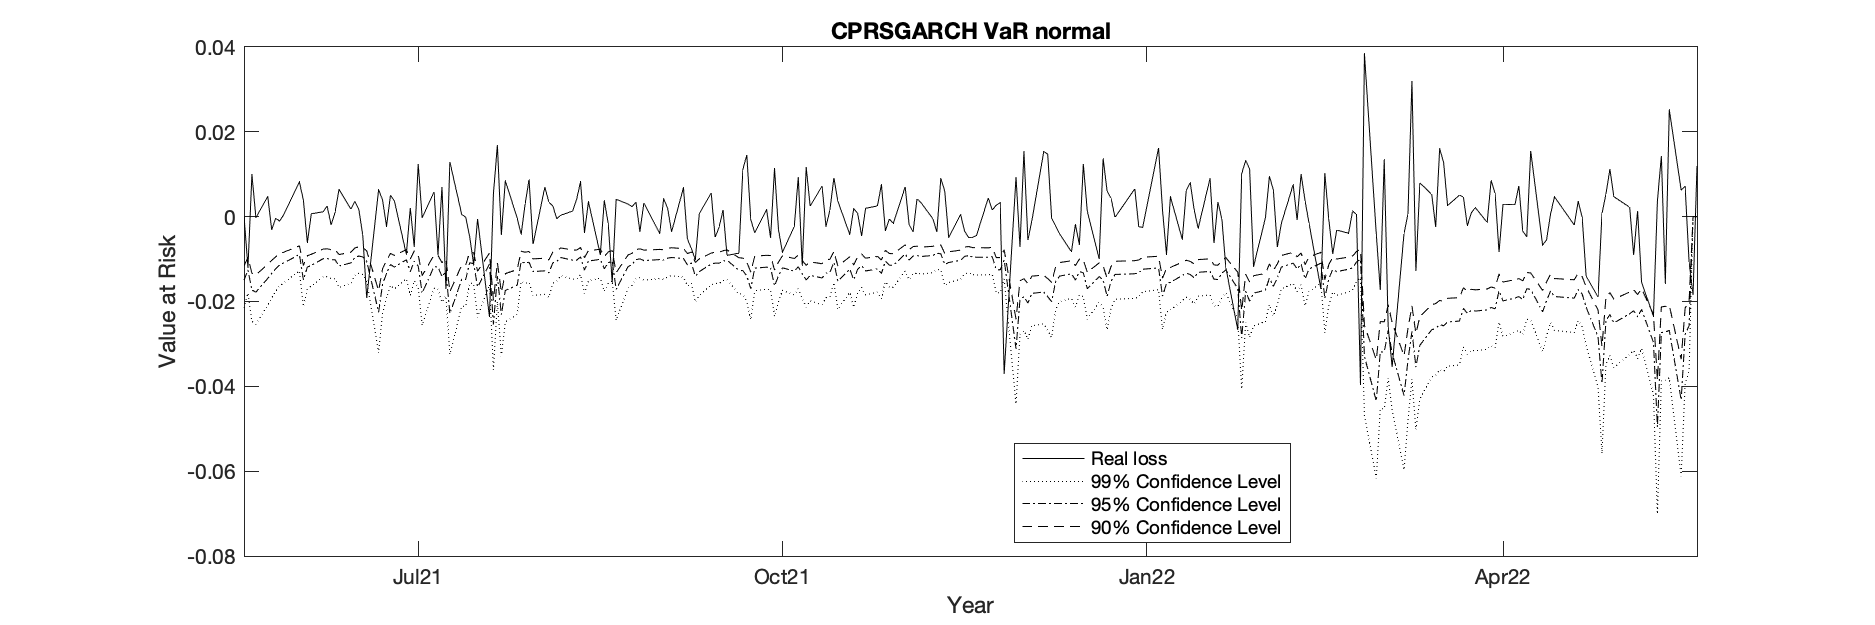 CPRSGARCH VaR normal
0.04
0.02
0
-0.02
-0.04
-0.06
-0.08
Value at Risk
Jul21
Oct21
Jan22
Apr22
Year
Real loss
99% Confidence Level
95% Confidence Level
90% Confidence Level